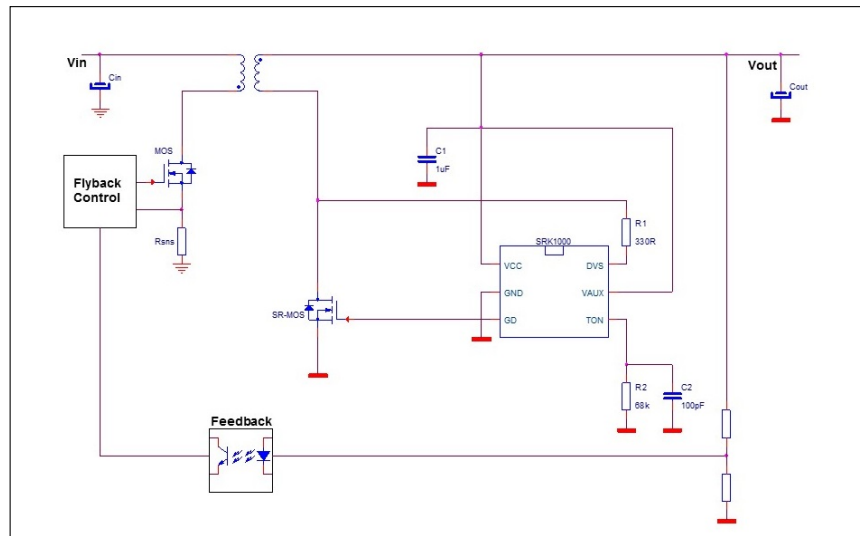 Vin
Cin
Vout
Cout
MOS
C1
1uF
Flyback
Control
R1
330R
SRK1000
Rsns
VCC
DVS
GND
VAUX
SR-MOS
GD
TON
R2
68k
C2
100pF
Feedback